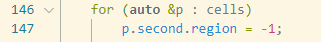 146 for (auto &p : cells)
147 p.second.region = -1;